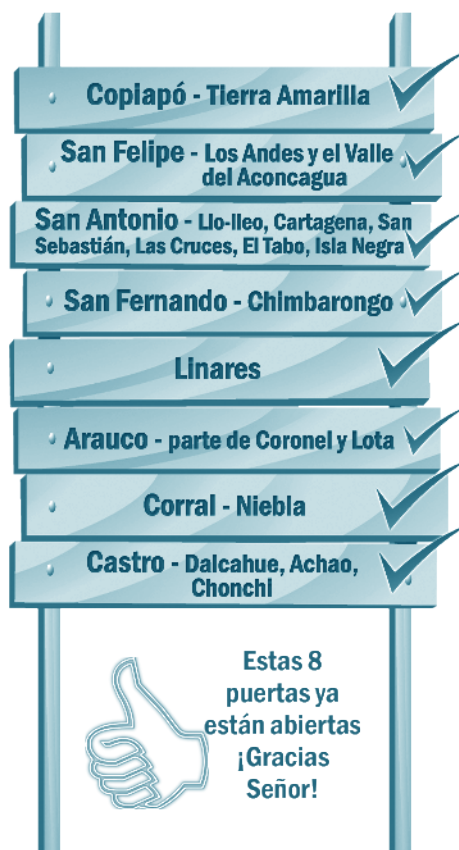 Copiapó - Tierra Amarilla
San Felipe - Los Andes y el Valle
del Aconcagua
San Antonio - Llo-lleo, Cartagena, San
Sebastián, Las Cruces, El Tabo, Isla Negra
San Fernando - Chimbarongo
Linares
Arauco - parte de Coronel y Lota
Corral - Niebla
Castro - Dalcahue, Achao,
Chonchi
Estas 8
puertas ya
están abiertas
¡Gracias
Señor!